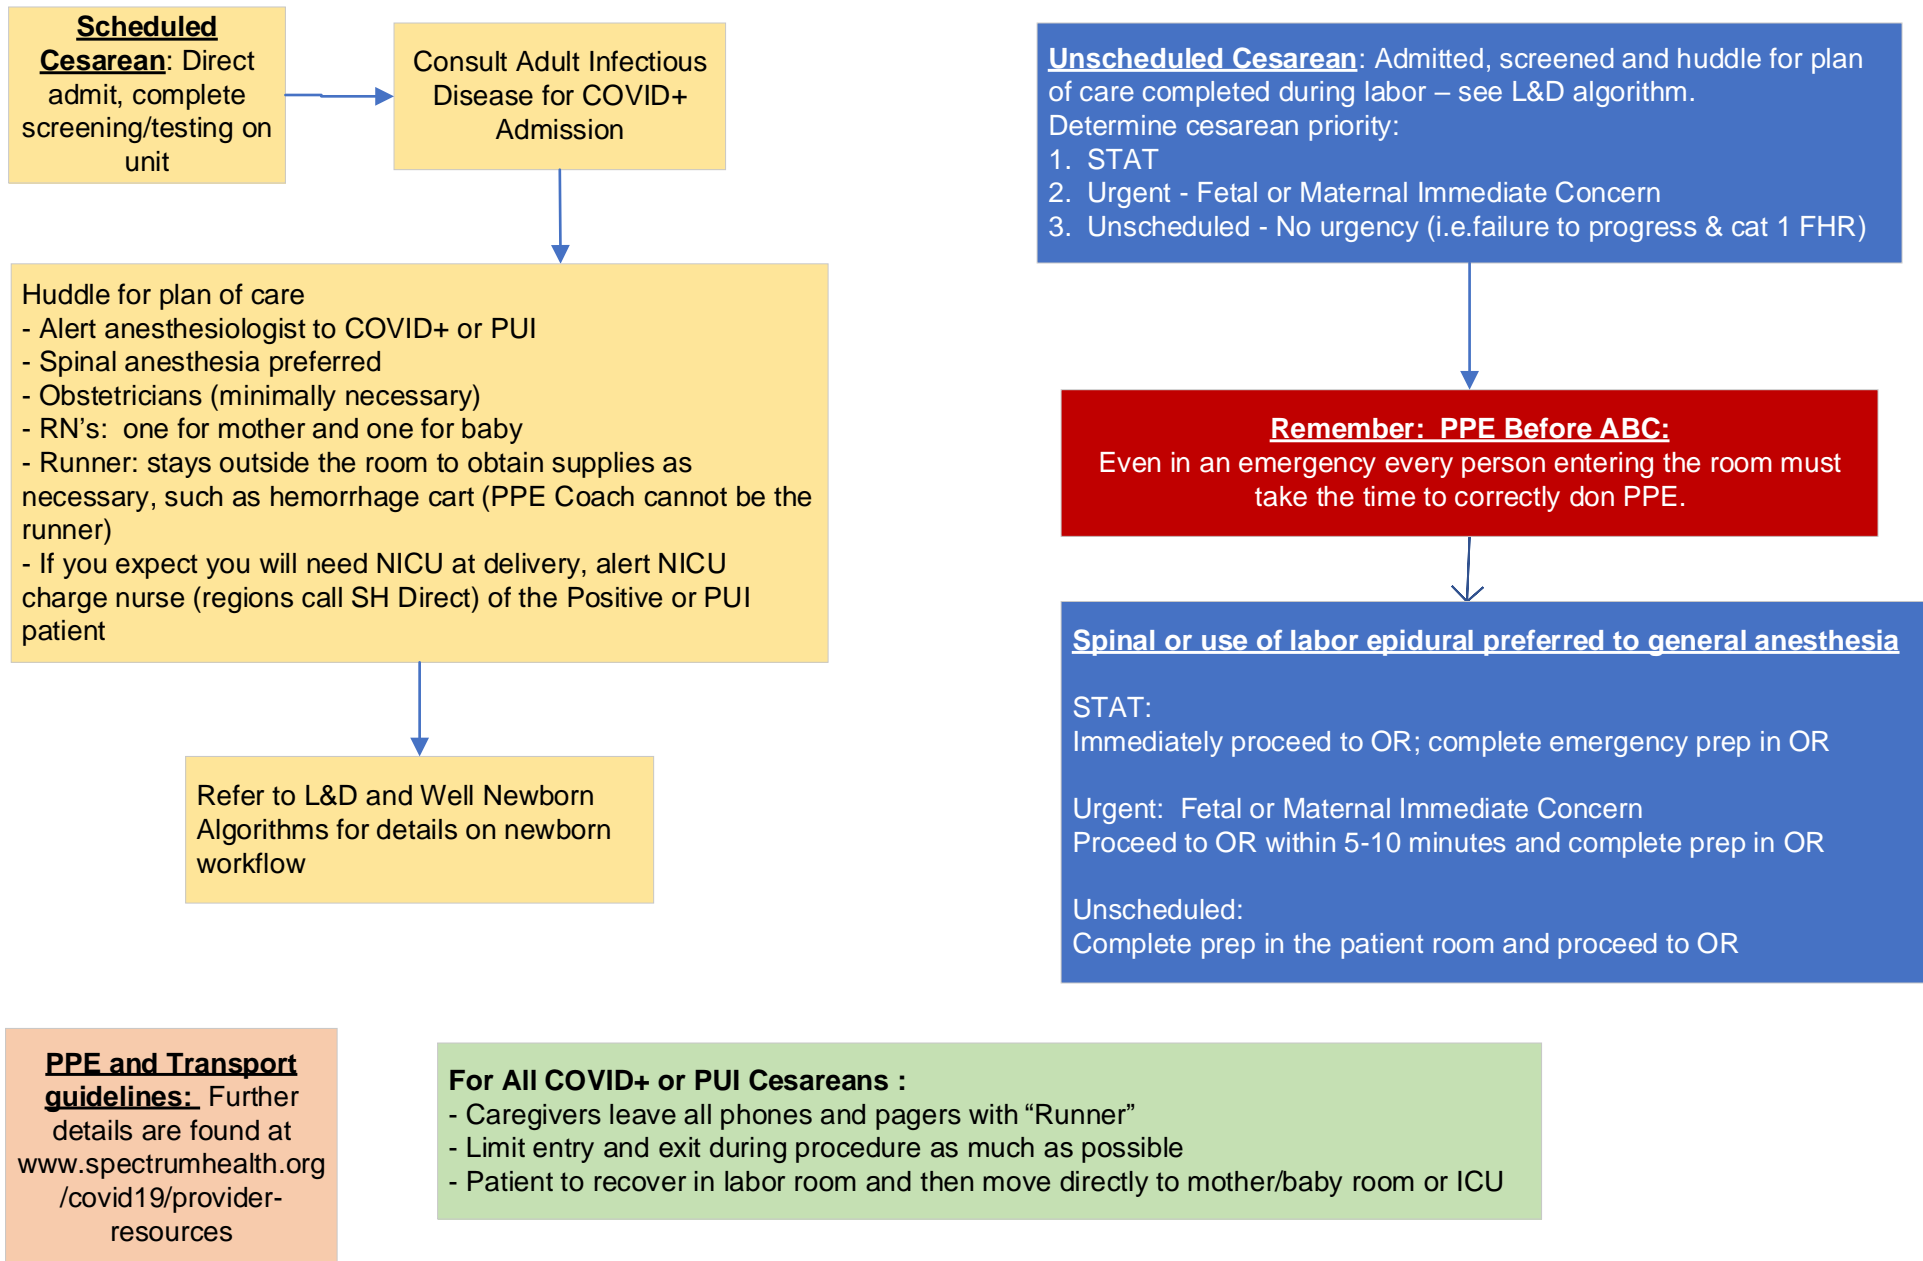 Scheduled
Cesarean: Direct
admit, complete
screening/testing on
unit
Consult Adult Infectious
Disease for COVID+
Admission
Huddle for plan of care
- Alert anesthesiologist to COVID+ or PUI
- Spinal anesthesia preferred
- Obstetricians (minimally necessary)
- RN’s:  one for mother and one for baby
- Runner: stays outside the room to obtain supplies as
necessary, such as hemorrhage cart (PPE Coach cannot be the
runner)
- If you expect you will need NICU at delivery, alert NICU
charge nurse (regions call SH Direct) of the Positive or PUI
patient
Refer to L&D and Well Newborn
Algorithms for details on newborn
workflow
Unscheduled Cesarean: Admitted, screened and huddle for plan
of care completed during labor – see L&D algorithm.
Determine cesarean priority:
1.  STAT
2.  Urgent - Fetal or Maternal Immediate Concern
3.  Unscheduled - No urgency (i.e.failure to progress & cat 1 FHR)
Remember:  PPE Before ABC:
Even in an emergency every person entering the room must
take the time to correctly don PPE.
Spinal or use of labor epidural preferred to general anesthesia
STAT:
Immediately proceed to OR; complete emergency prep in OR
Urgent:  Fetal or Maternal Immediate Concern
Proceed to OR within 5-10 minutes and complete prep in OR
Unscheduled:
Complete prep in the patient room and proceed to OR
PPE and Transport
guidelines:  Further
details are found at
www.spectrumhealth.org
/covid19/provider-
resources
For All COVID+ or PUI Cesareans :
- Caregivers leave all phones and pagers with “Runner”
- Limit entry and exit during procedure as much as possible
- Patient to recover in labor room and then move directly to mother/baby room or ICU